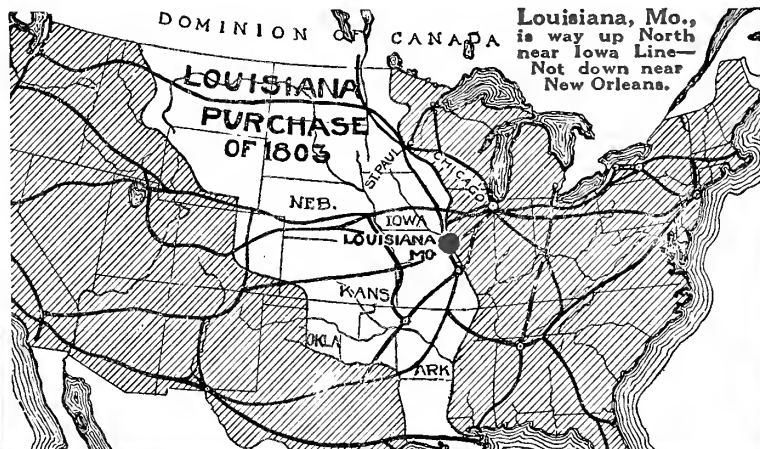 Louisiana, Mo.,
is way up North
near Iowa Line—
Not down near
New Orleans.
DOMINION OF CANADA
LOUISIANA
PURCHASE
OF 1803
ST.PAUL
CHICAGO
NEB.
IOWA
LOUISIANA
MO
KANS
OKLA
ARK